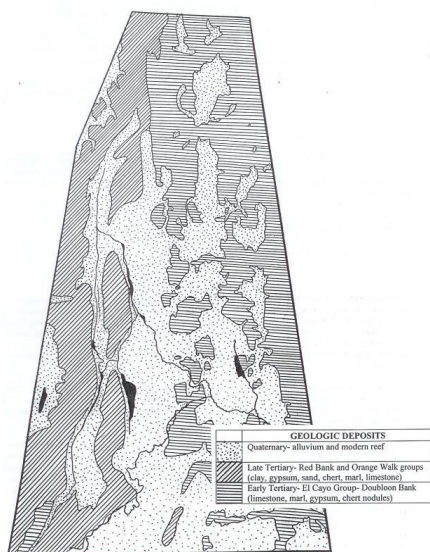 GEOLOGIC DEPOSITS
Quaternary- alluvium and modern reef
Late Tertiary- Red Bank and Orange Walk groups
(clay, gypsum, sand, chert, marl, limestone)
Early Tertiary- El Cayo Group- Doubloon Bank
(limestone, marl, gypsum, chert nodules)